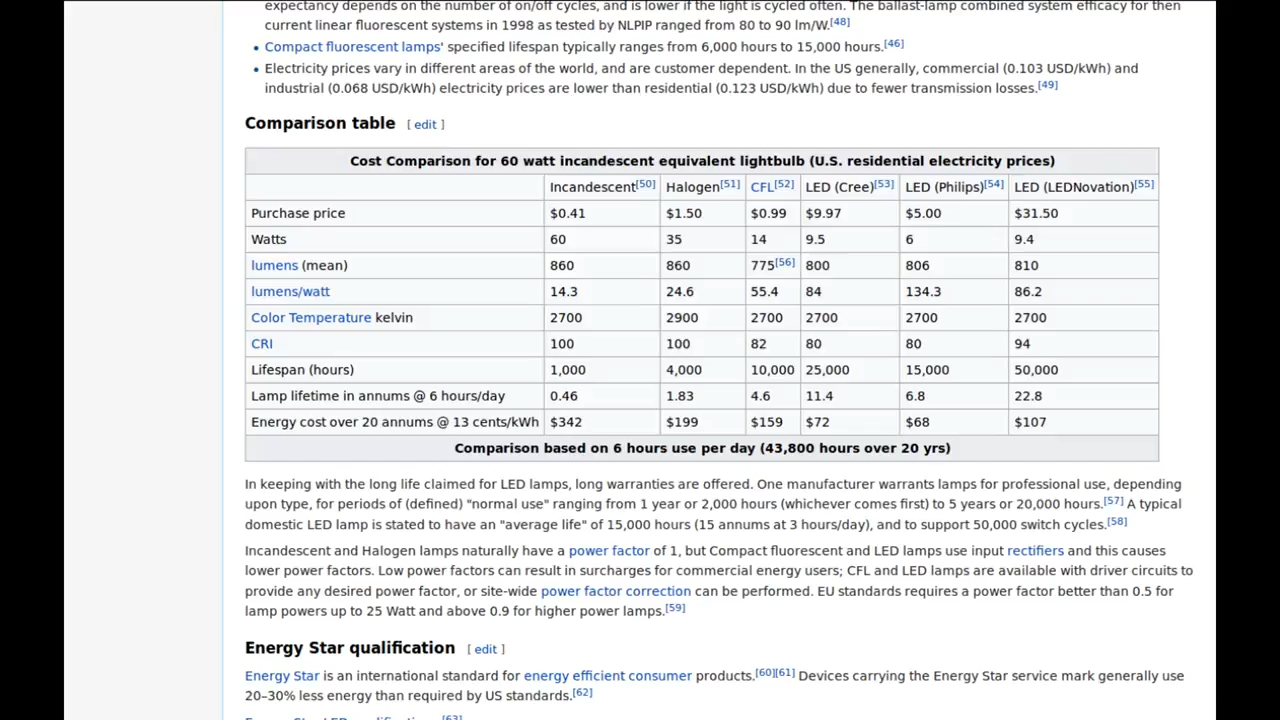 expectancy depends on the number of on/off cycles, and is lower if the light is cycled often. The ballast-lamp combined system efficacy for then
current linear fluorescent systems in 1998 as tested by NLPIP ranged from 80 to 90 lm/W.[48]
• Compact fluorescent lamps' specified lifespan typically ranges from 6,000 hours to 15,000 hours.[46]
• Electricity prices vary in different areas of the world, and are customer dependent. In the US generally, commercial (0.103 USD/kWh) and
industrial (0.068 USD/kWh) electricity prices are lower than residential (0.123 USD/kWh) due to fewer transmission losses.[49]
Comparison table [ edit ]
Cost Comparison for 60 watt incandescent equivalent lightbulb (U.S. residential electricity prices)
Incandescent[50] Halogen[51] CFL[52] LED (Cree)[53] LED (Philips)[54] LED (LEDNovation)[55]
Purchase price $0.41 $1.50 $0.99 $9.97 $5.00 $31.50
Watts 60 35 14 9.5 6 9.4
lumens (mean) 860 860 775[56] 800 806 810
lumens/watt 14.3 24.6 55.4 84 134.3 86.2
Color Temperature kelvin 2700 2900 2700 2700 2700 2700
CRI 100 100 82 80 80 94
Lifespan (hours) 1,000 4,000 10,000 25,000 15,000 50,000
Lamp lifetime in annums @ 6 hours/day 0.46 1.83 4.6 11.4 6.8 22.8
Energy cost over 20 annums @ 13 cents/kWh $342 $199 $159 $72 $68 $107
Comparison based on 6 hours use per day (43,800 hours over 20 yrs)
In keeping with the long life claimed for LED lamps, long warranties are offered. One manufacturer warrants lamps for professional use, depending
upon type, for periods of (defined) "normal use" ranging from 1 year or 2,000 hours (whichever comes first) to 5 years or 20,000 hours.[57] A typical
domestic LED lamp is stated to have an "average life" of 15,000 hours (15 annums at 3 hours/day), and to support 50,000 switch cycles.[58]
Incandescent and Halogen lamps naturally have a power factor of 1, but Compact fluorescent and LED lamps use input rectifiers and this causes
lower power factors. Low power factors can result in surcharges for commercial energy users; CFL and LED lamps are available with driver circuits to
provide any desired power factor, or site-wide power factor correction can be performed. EU standards requires a power factor better than 0.5 for
lamp powers up to 25 Watt and above 0.9 for higher power lamps.[59]
Energy Star qualification [ edit ]
Energy Star is an international standard for energy efficient consumer products.[60][61] Devices carrying the Energy Star service mark generally use
20–30% less energy than required by US standards.[62]
[63]